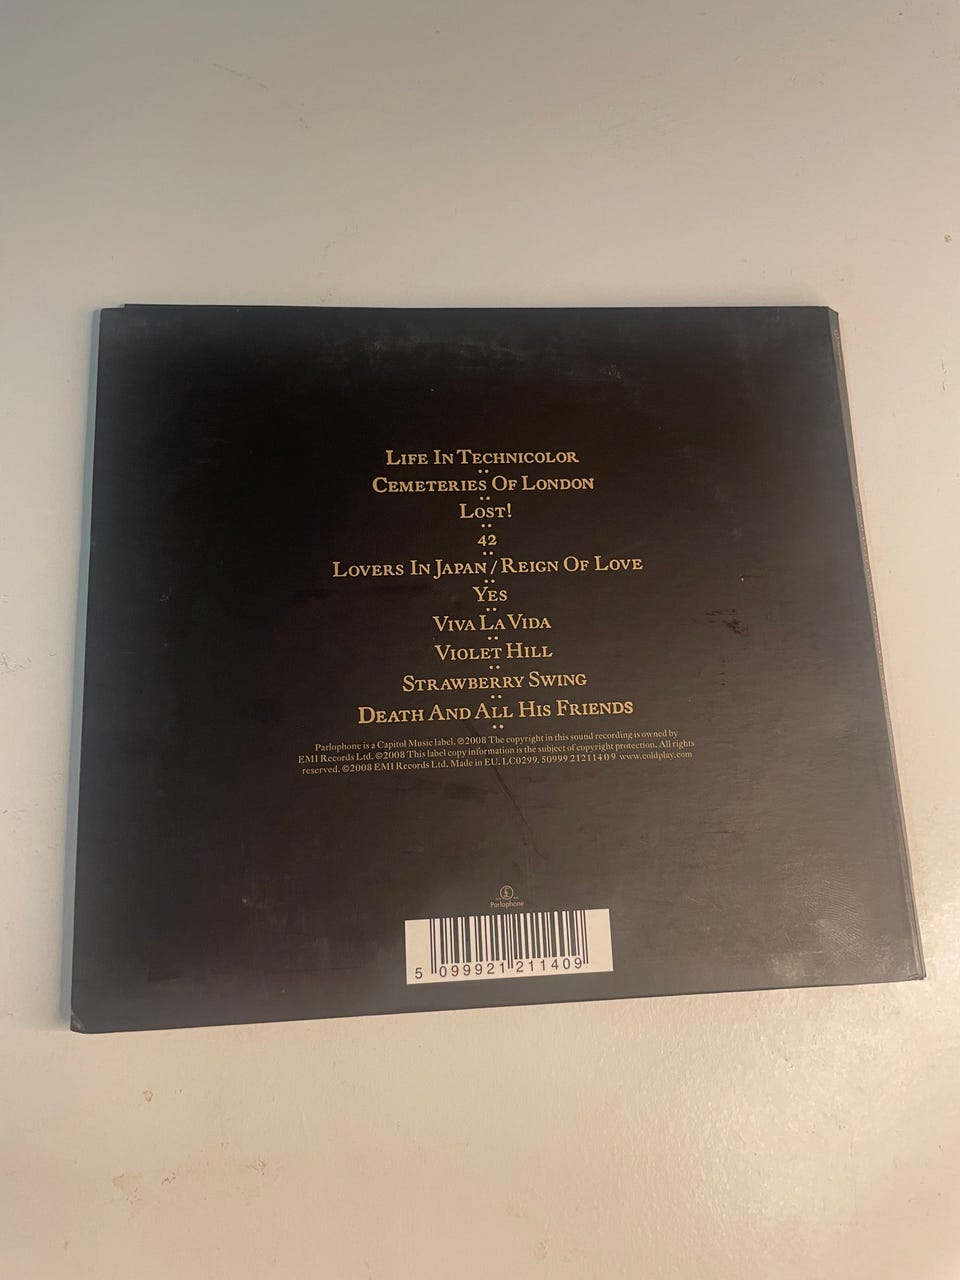 Life In Technicolor
Cemeteries Of London
Lost!
42
Lovers In Japan / Reign Of Love
Yes
Viva La Vida
Violet Hill
Strawberry Swing
Death And All His Friends
Parlophone is a Capitol Music label. ℗2008 The copyright in this sound recording is owned by
EMI Records Ltd. ©2008 This label copy information is the subject of copyright protection. All rights
reserved. ©2008 EMI Records Ltd. Made in EU. LC0299. 50999 212114 0 9 www.coldplay.com
£
Parlophone
5 099921 211409